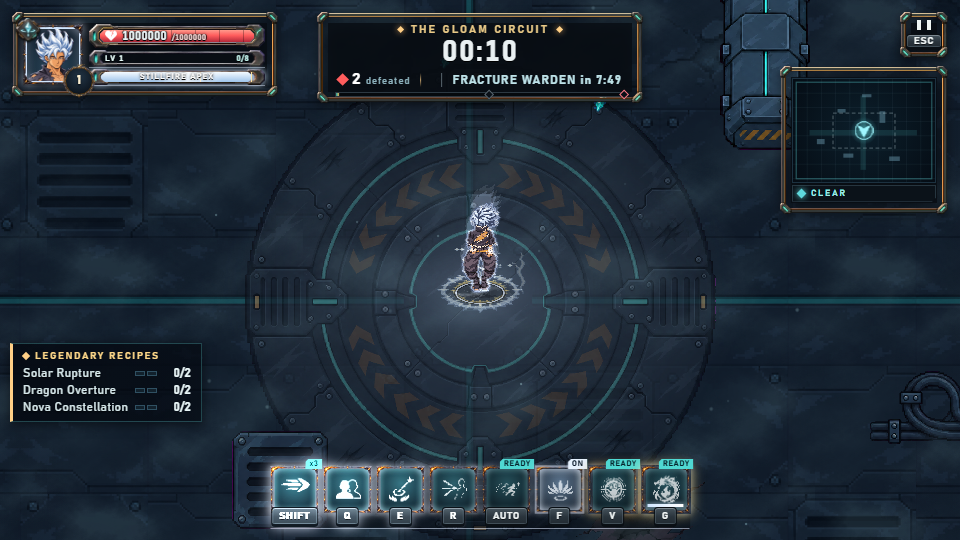 1000000 /1000000
LV 1
0/8
STILLFIRE APEX
1
THE GLOAM CIRCUIT
00:10
2 defeated
FRACTURE WARDEN in 7:49
ESC
CLEAR
LEGENDARY RECIPES
Solar Rupture 0/2
Dragon Overture 0/2
Nova Constellation 0/2
x3
READY
ON
READY
READY
SHIFT
Q
E
R
AUTO
F
V
G